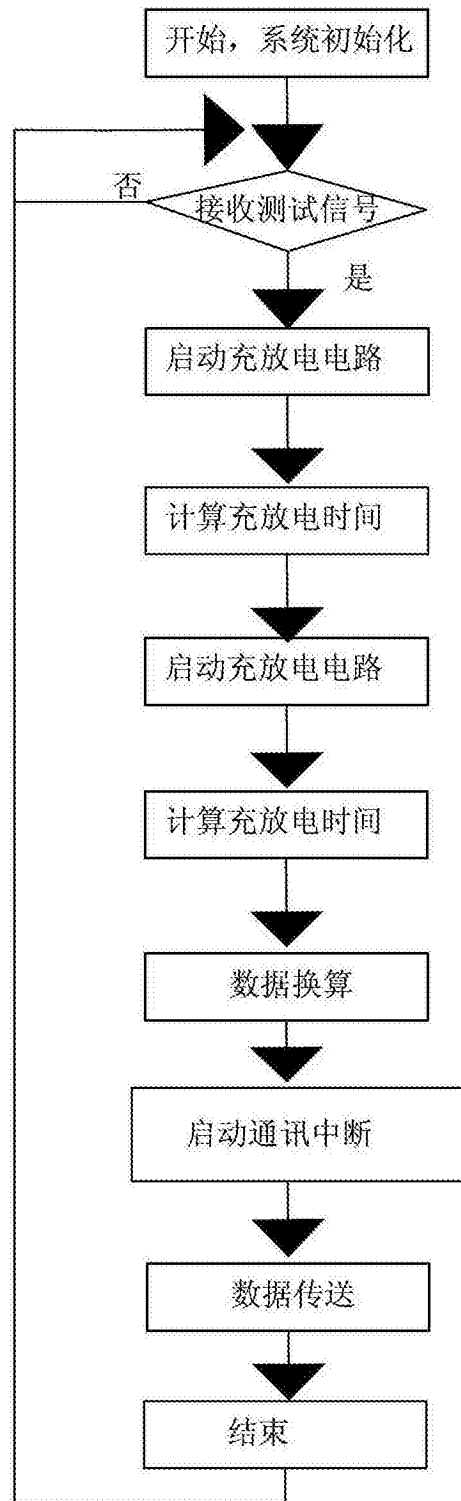 开始，系统初始化
否
接收测试信号
是
启动充放电电路
计算充放电时间
启动充放电电路
计算充放电时间
数据换算
启动通讯中断
数据传送
结束